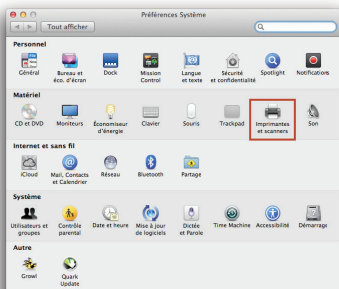 Préférences Système
Tout afficher
Personnel
Général
Bureau et
éco. d'écran
Dock
Mission
Control
Langue
et texte
Sécurité
et confidentialité
Spotlight
Notifications
Matériel
CD et DVD
Moniteurs
Économiseur
d'énergie
Clavier
Souris
Trackpad
Imprimantes
et scanners
Son
Internet et sans fil
iCloud
Mail, Contacts
et Calendrier
Réseau
Bluetooth
Partage
Système
Utilisateurs et
groupes
Contrôle
parental
Date et heure
Mise à jour
de logiciels
Dictée
et Parole
Time Machine
Accessibilité
Démarrage
Autre
Growl
Quark
Update